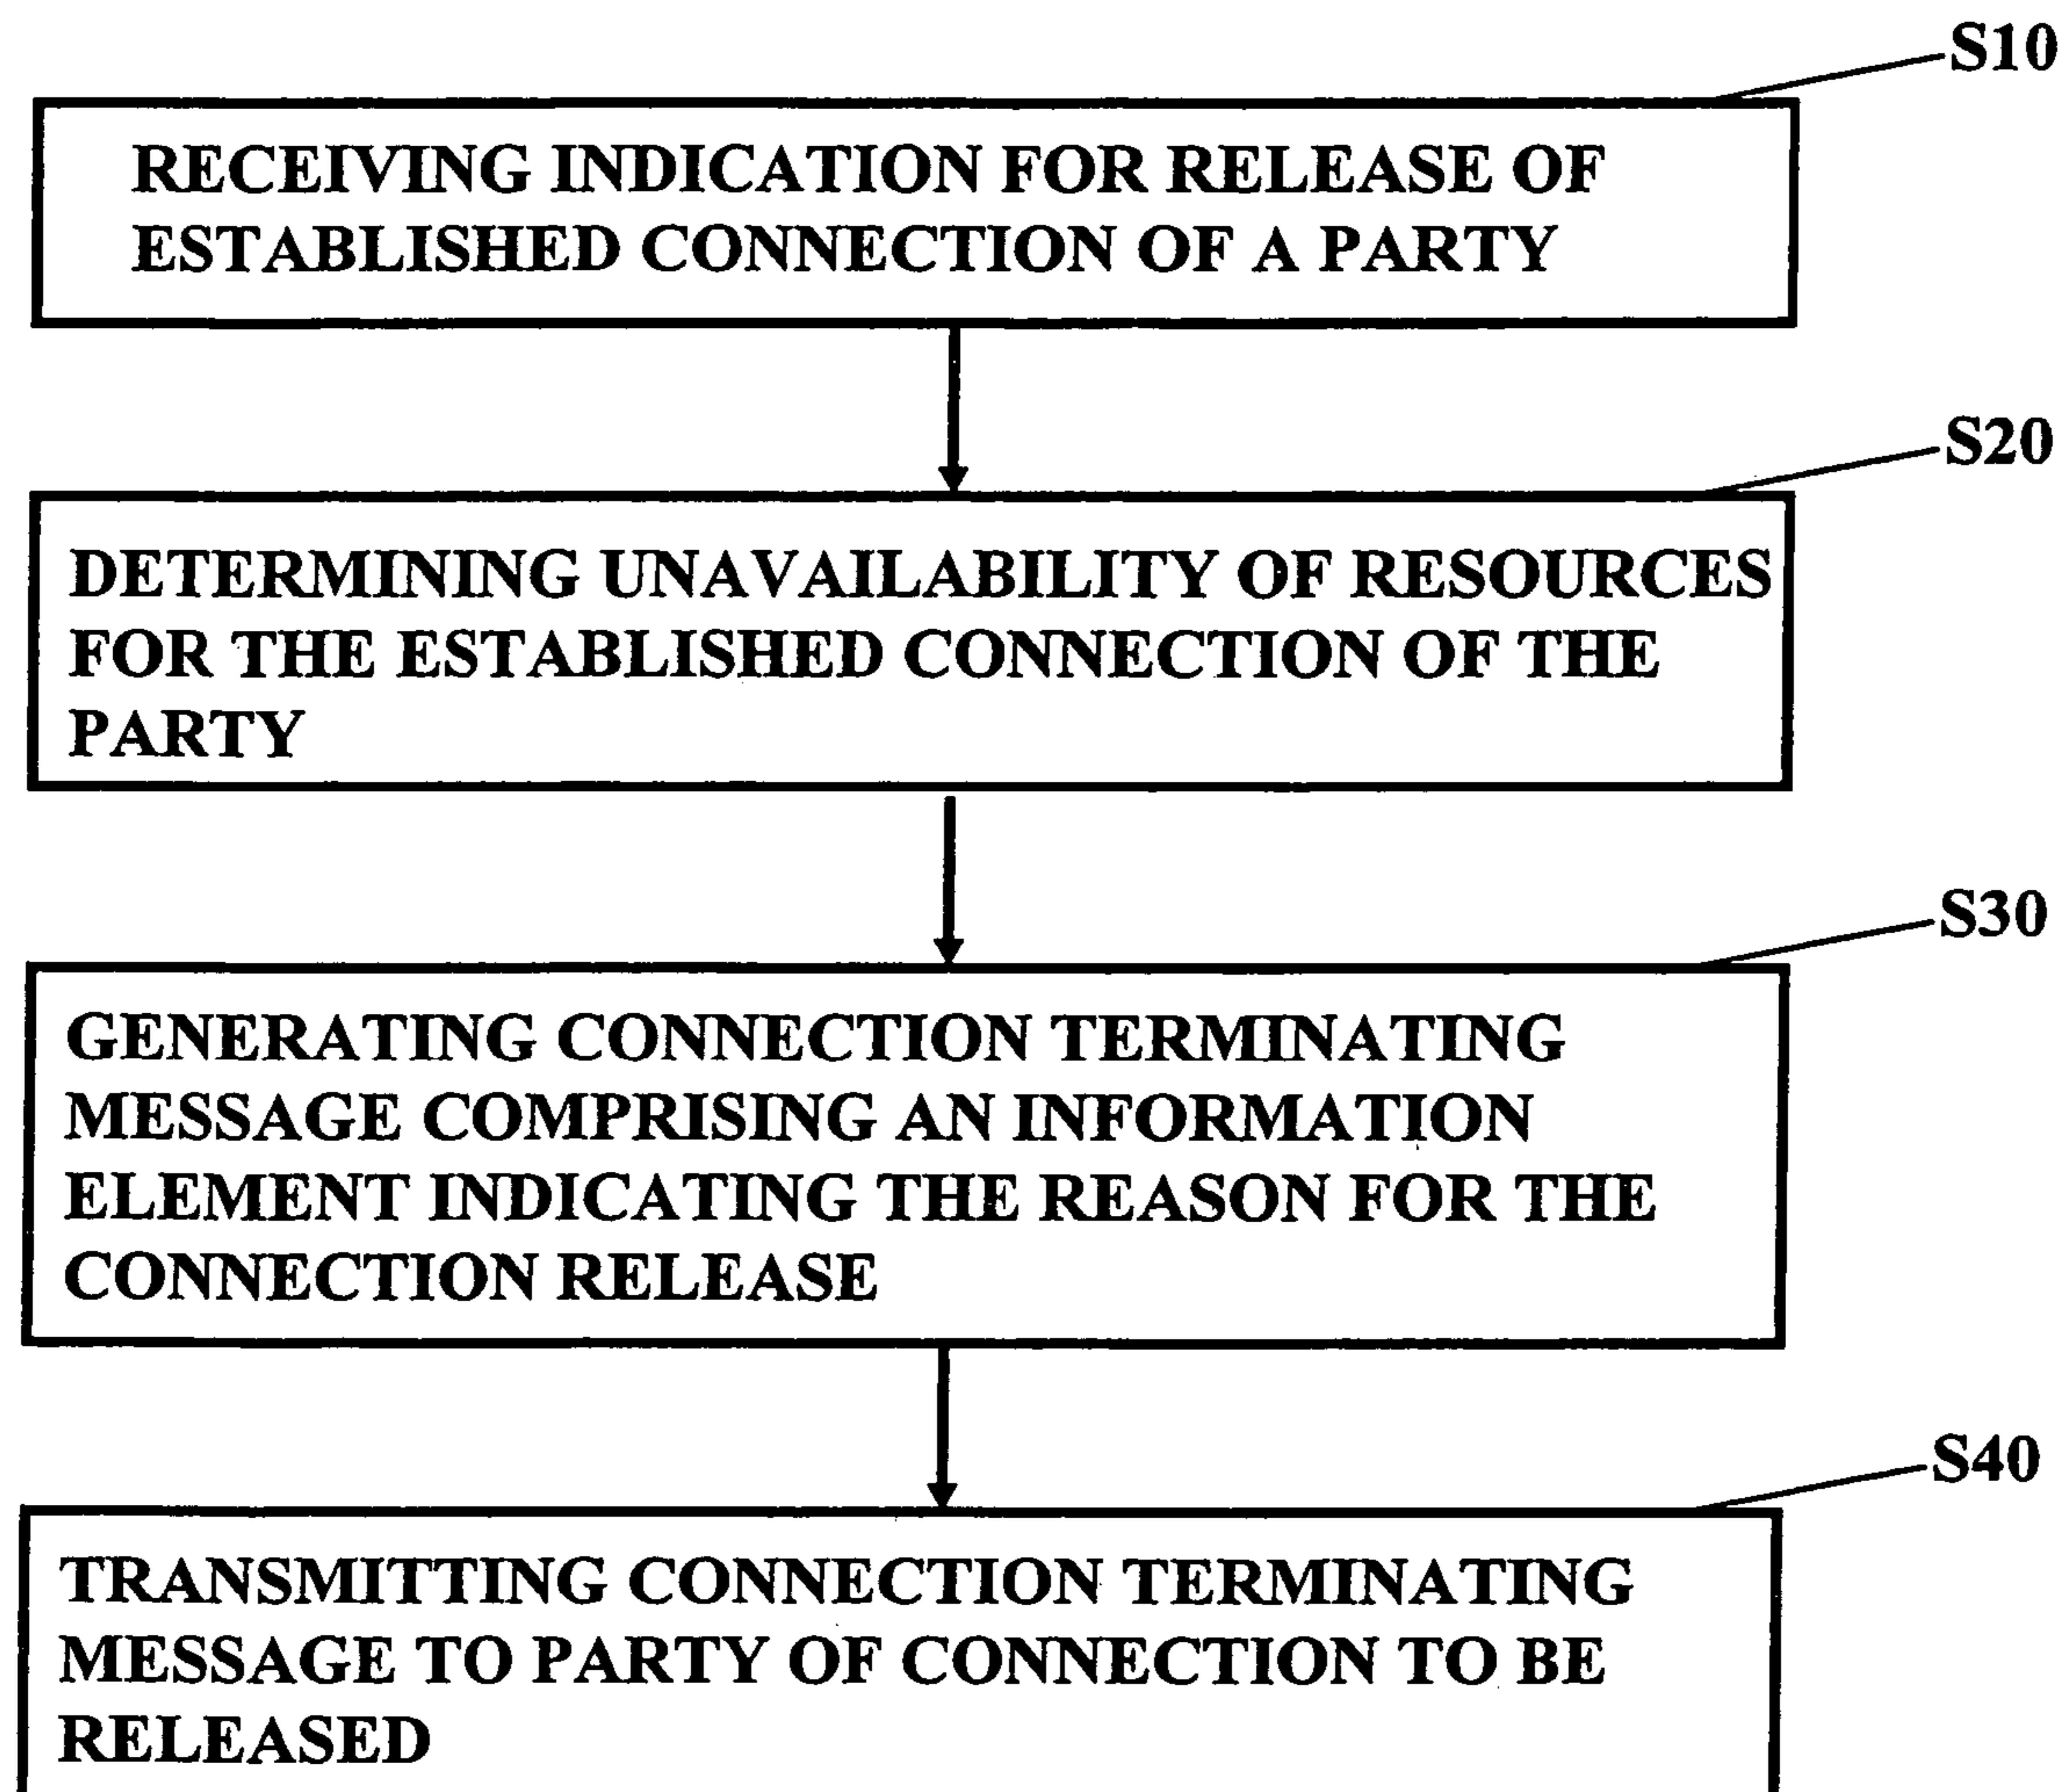 S10
RECEIVING INDICATION FOR RELEASE OF
ESTABLISHED CONNECTION OF A PARTY
S20
DETERMINING UNAVAILABILITY OF RESOURCES
FOR THE ESTABLISHED CONNECTION OF THE
PARTY
S30
GENERATING CONNECTION TERMINATING
MESSAGE COMPRISING AN INFORMATION
ELEMENT INDICATING THE REASON FOR THE
CONNECTION RELEASE
S40
TRANSMITTING CONNECTION TERMINATING
MESSAGE TO PARTY OF CONNECTION TO BE
RELEASED